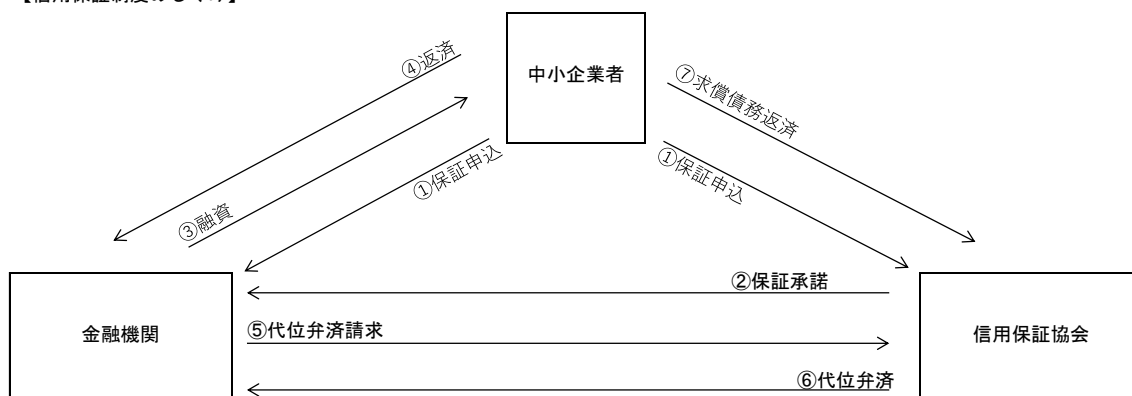 【信用保証制度のしくみ】
中小企業者
④返済
⑦求償債務返済
①保証申込
①保証申込
③融資
②保証承諾
金融機関
⑤代位弁済請求
信用保証協会
⑥代位弁済